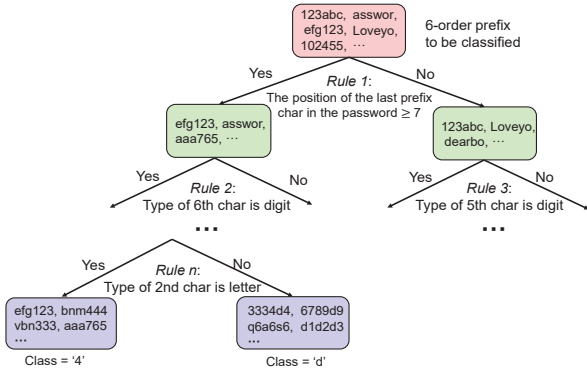 123abc, asswor,
efg123, Loveyo,
102455, ...
6-order prefix
to be classified
Yes
No
Rule 1:
The position of the last prefix
char in the password ≥ 7
efg123, asswor,
aaa765, ...
123abc, Loveyo,
dearbo, ...
Yes
No
Rule 2:
Type of 6th char is digit
Yes
No
Rule 3:
Type of 5th char is digit
...
...
Yes
No
Rule n:
Type of 2nd char is letter
efg123, bnm444
vbn333, aaa765
...
3334d4, 6789d9
q6a6s6, d1d2d3
...
Class = ‘4’
Class = ‘d’